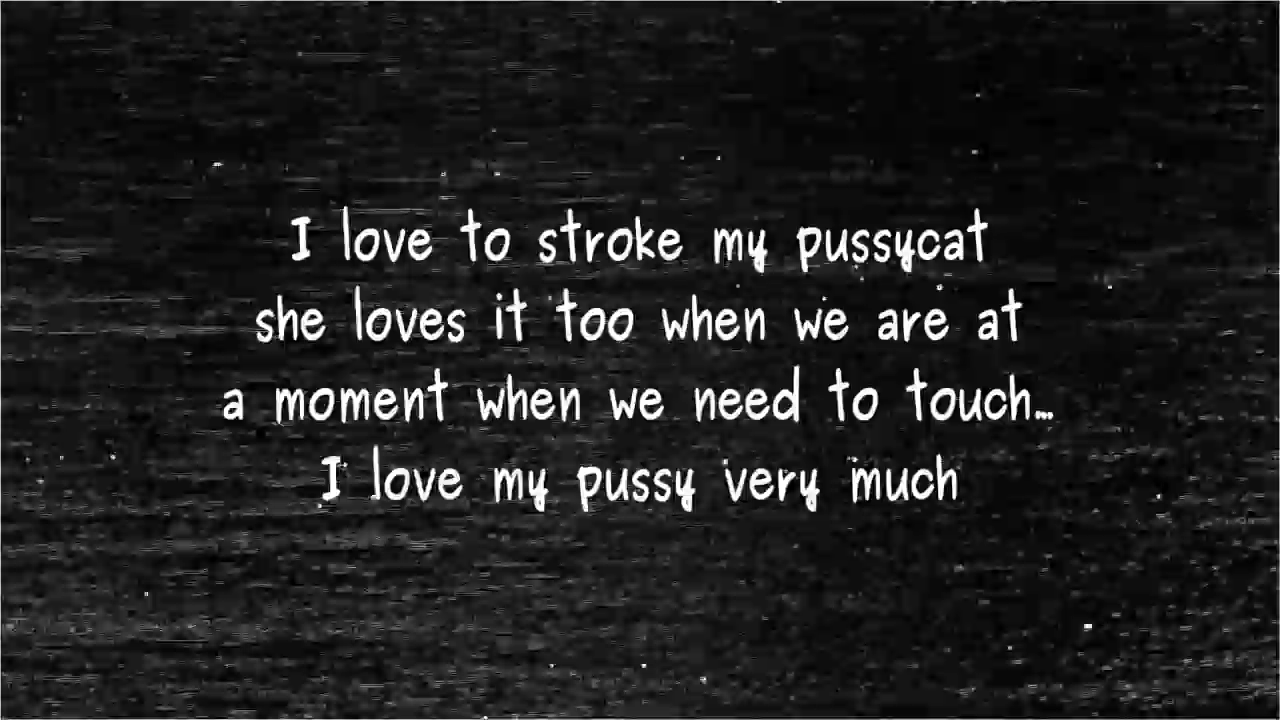 I love to stroke my pussycat
she loves it too when we are at
a moment when we need to touch...
I love my pussy very much